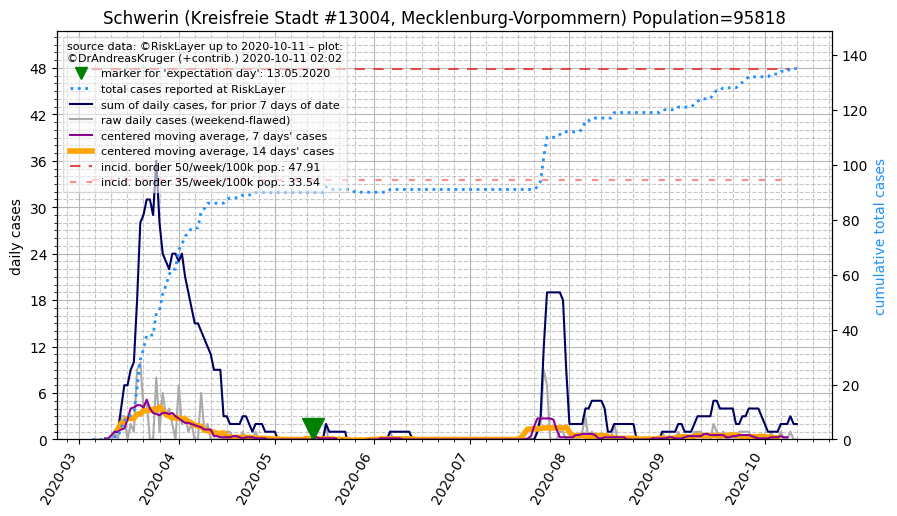 Schwerin (Kreisfreie Stadt #13004, Mecklenburg-Vorpommern) Population=95818
source data: ©RiskLayer up to 2020-10-11 – plot:
©DrAndreasKruger (+contrib.) 2020-10-11 02:02
marker for 'expectation day': 13.05.2020
total cases reported at RiskLayer
sum of daily cases, for prior 7 days of date
raw daily cases (weekend-flawed)
centered moving average, 7 days' cases
centered moving average, 14 days' cases
incid. border 50/week/100k pop.: 47.91
incid. border 35/week/100k pop.: 33.54
daily cases
48
42
36
30
24
18
12
6
0
140
120
100
80
60
40
20
0
cumulative total cases
2020-03
2020-04
2020-05
2020-06
2020-07
2020-08
2020-09
2020-10